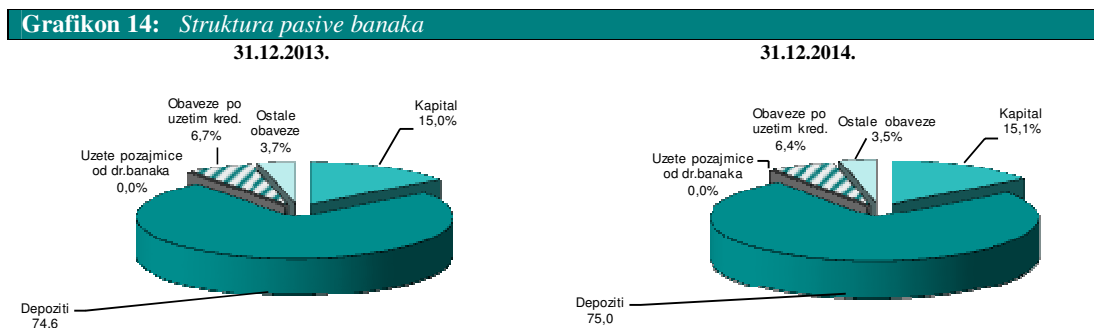 Grafikon 14: Struktura pasive banaka
31.12.2013.
Obaveze po
uzetim kred.
6,7%
Ostale
obaveze
3,7%
Kapital
15,0%
Uzete pozajmice
od dr.banaka
0,0%
Depoziti
74,6
31.12.2014.
Obaveze po
uzetim kred.
6,4%
Ostale obaveze
3,5%
Kapital
15,1%
Uzete pozajmice
od dr.banaka
0,0%
Depoziti
75,0